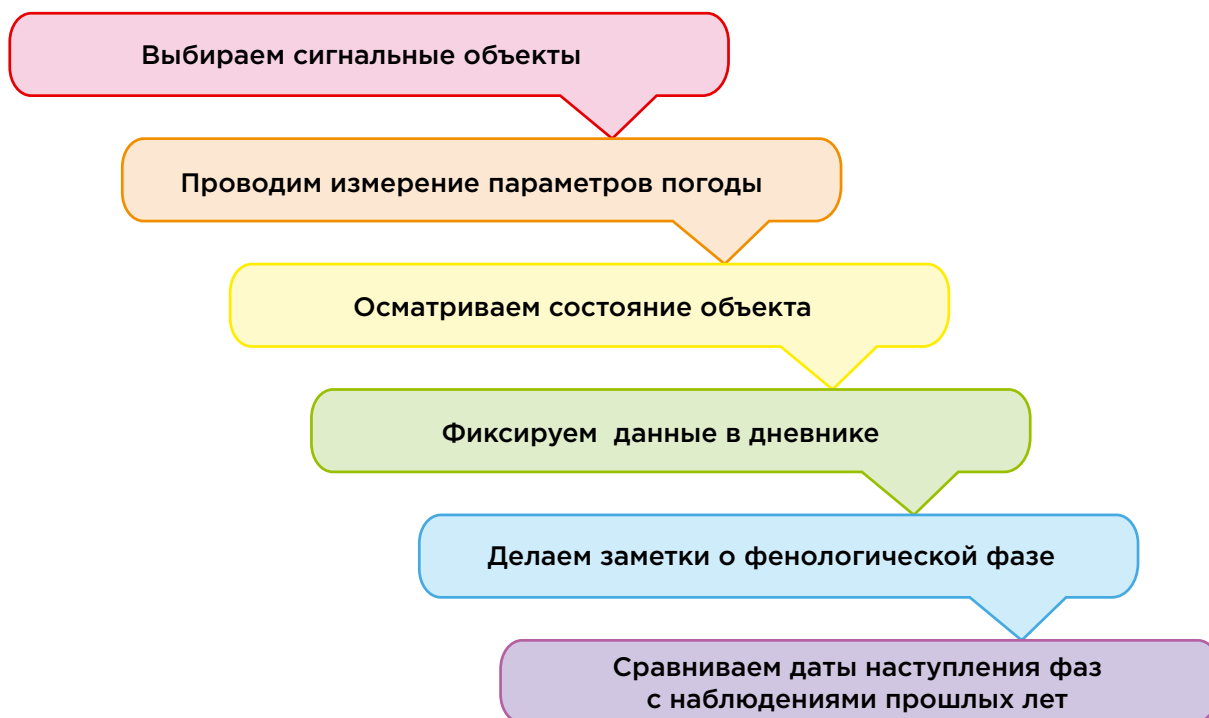 Выбираем сигнальные объекты
Проводим измерение параметров погоды
Осматриваем состояние объекта
Фиксируем  данные в дневнике
Делаем заметки о фенологической фазе
Сравниваем даты наступления фаз
с наблюдениями прошлых лет